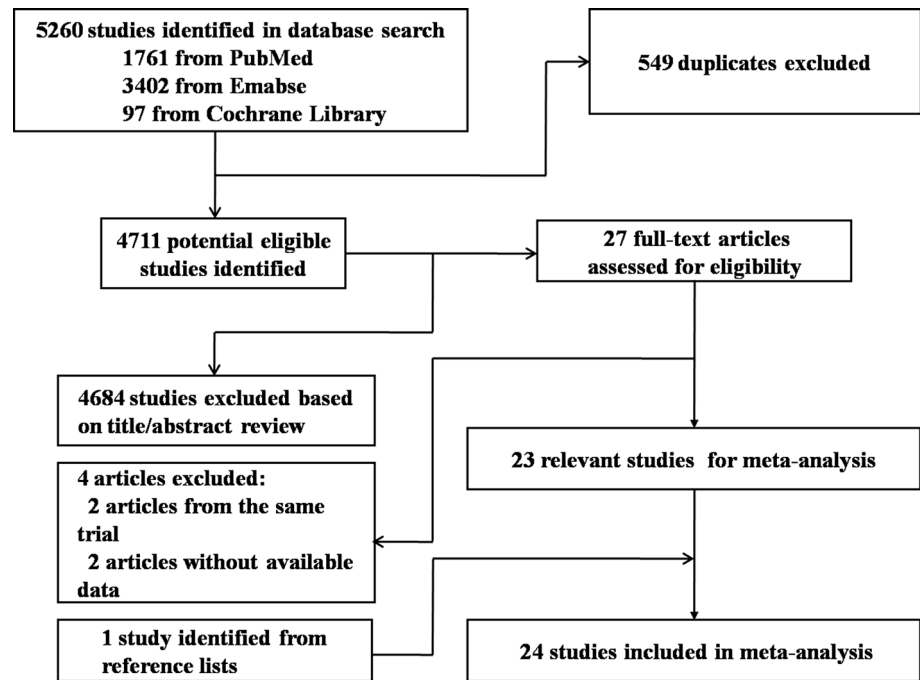 5260 studies identified in database search
1761 from PubMed
3402 from Emabse
97 from Cochrane Library
549 duplicates excluded
4711 potential eligible
studies identified
27 full-text articles
assessed for eligibility
4684 studies excluded based
on title/abstract review
23 relevant studies for meta-analysis
4 articles excluded:
2 articles from the same
trial
2 articles without available
data
1 study identified from
reference lists
24 studies included in meta-analysis